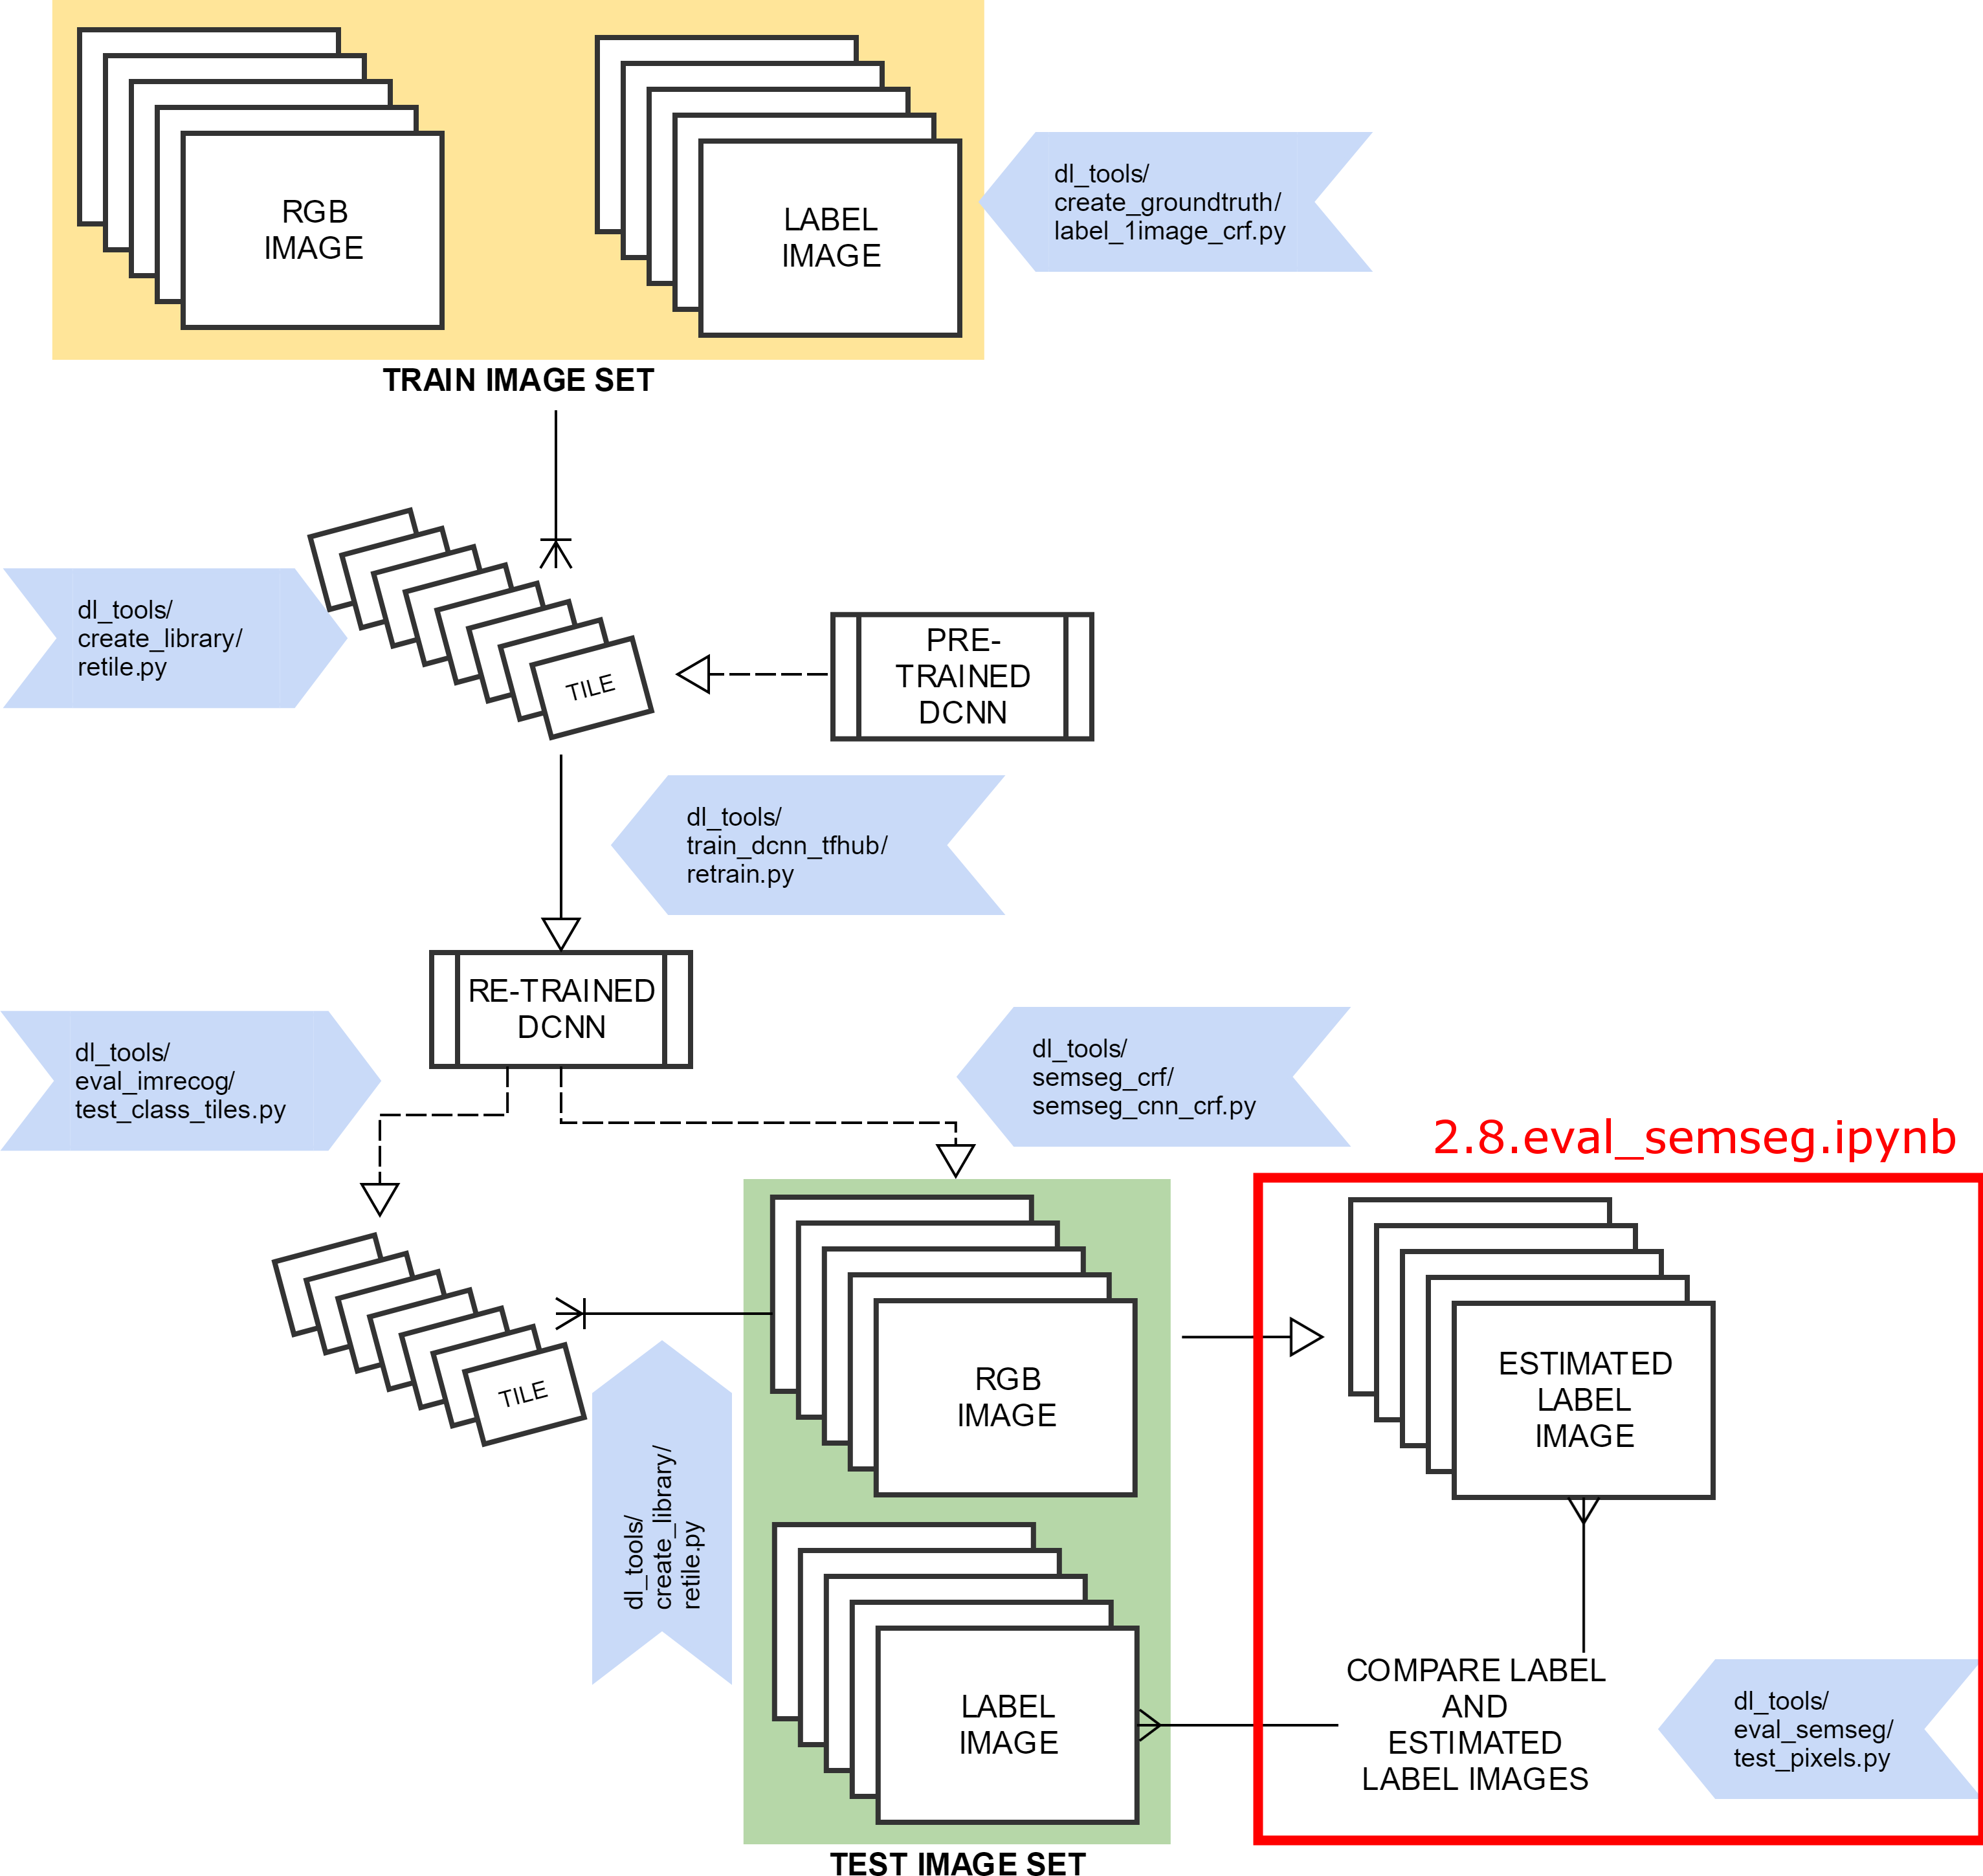 RGB
IMAGE
LABEL
IMAGE
dl_tools/
create_groundtruth/
label_1image_crf.py
TRAIN IMAGE SET
dl_tools/
create_library/
retile.py
TILE
PRE-
TRAINED
DCNN
dl_tools/
train_dcnn_tfhub/
retrain.py
RE-TRAINED
DCNN
dl_tools/
eval_imrecog/
test_class_tiles.py
dl_tools/
semseg_crf/
semseg_cnn_crf.py
2.8.eval_semseg.ipynb
TILE
dl_tools/
create_library/
retile.py
RGB
IMAGE
ESTIMATED
LABEL
IMAGE
LABEL
IMAGE
COMPARE LABEL
AND
ESTIMATED
LABEL IMAGES
dl_tools/
eval_semseg/
test_pixels.py
TEST IMAGE SET